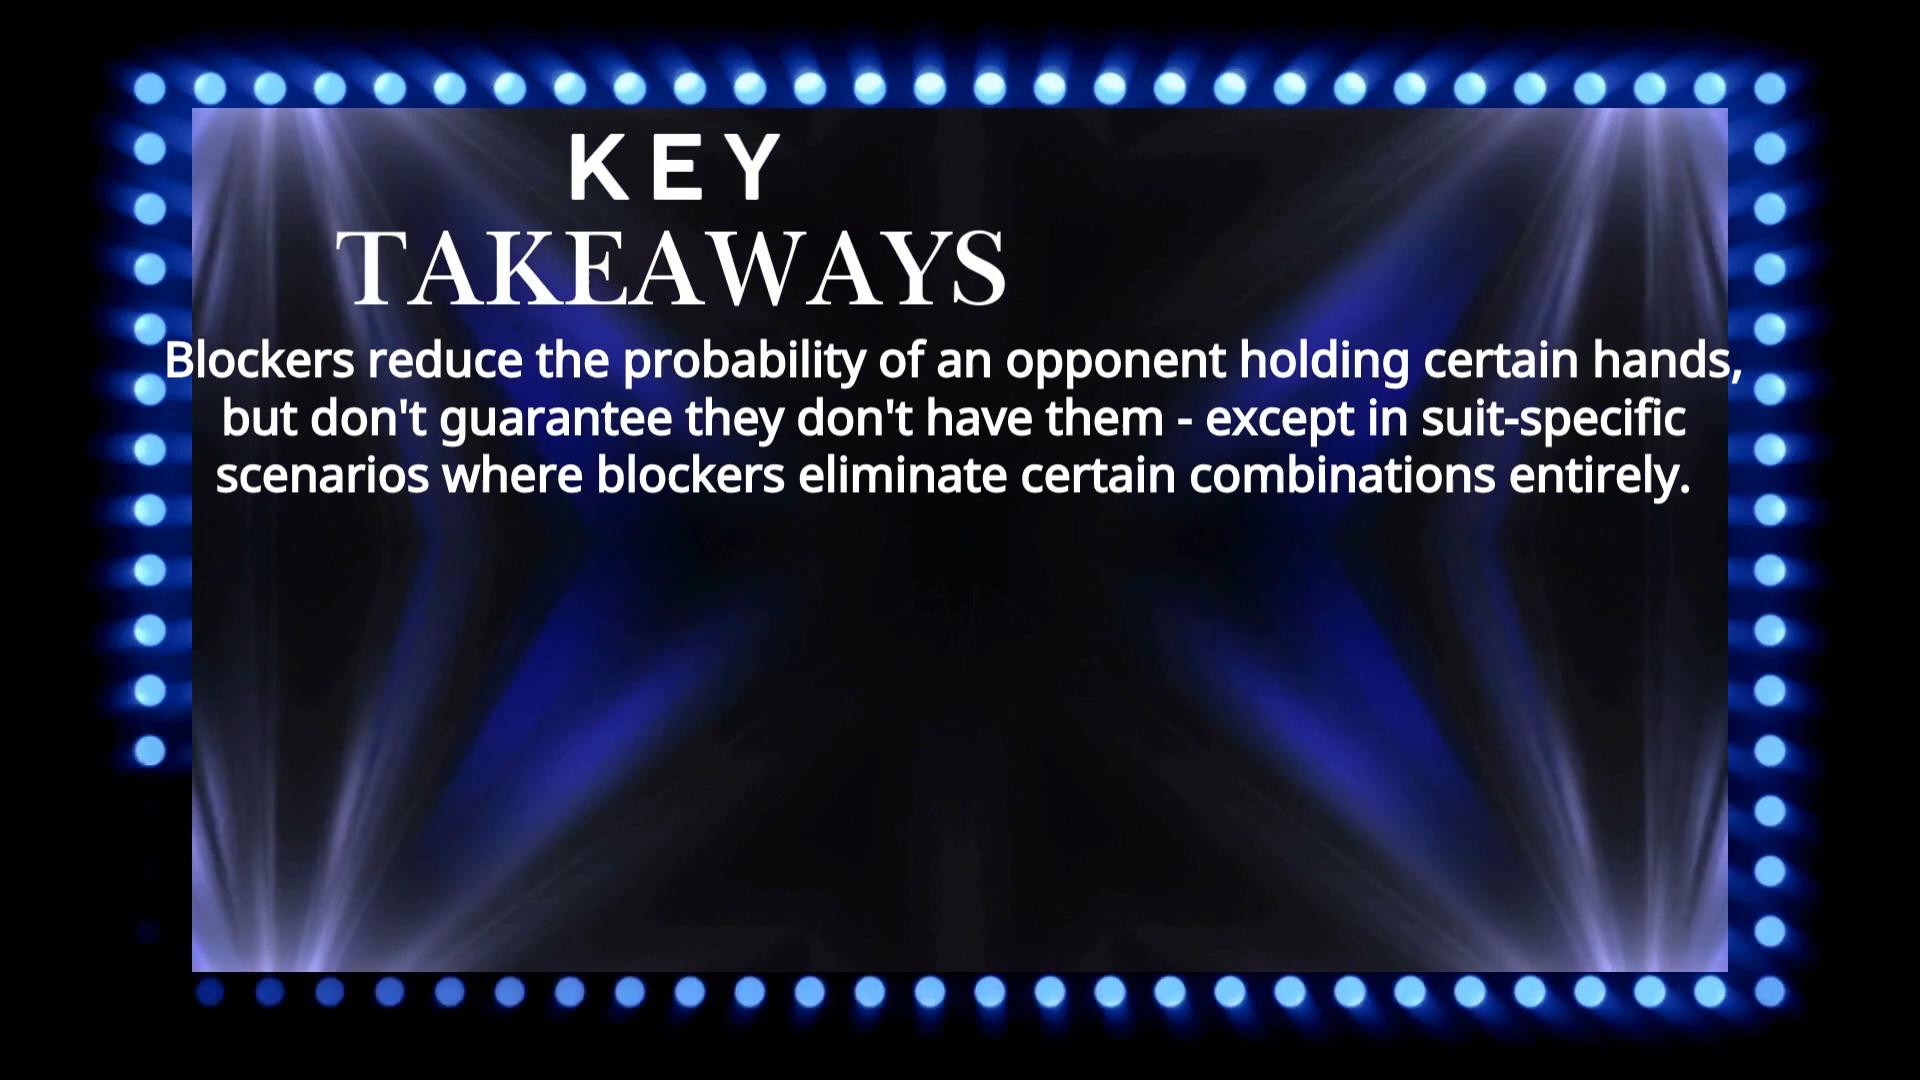 KEY
TAKEAWAYS
Blockers reduce the probability of an opponent holding certain hands,
but don't guarantee they don't have them - except in suit-specific
scenarios where blockers eliminate certain combinations entirely.